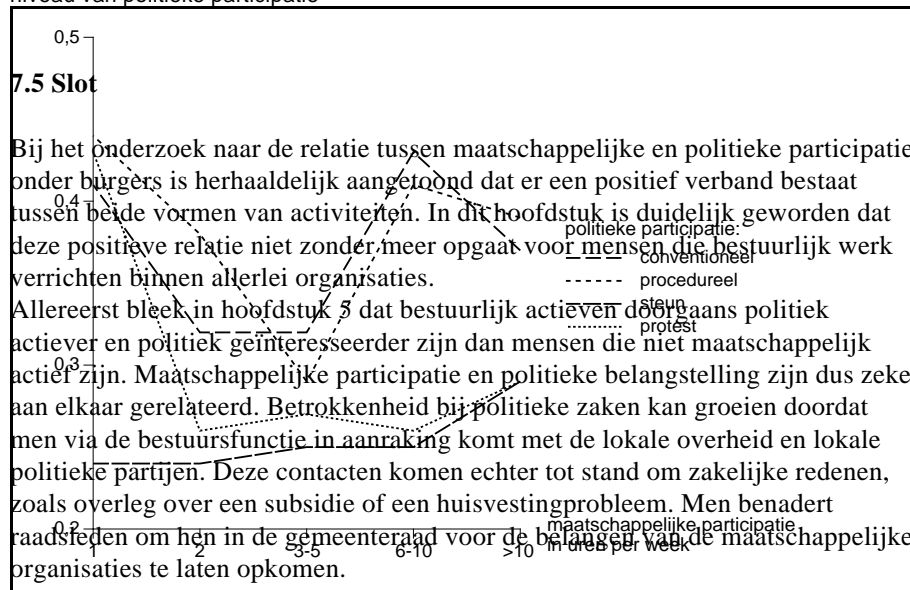 niveau van politieke participatie
0,5
7.5 Slot
Bij het onderzoek naar de relatie tussen maatschappelijke en politieke participatie
onder burgers is herhaaldelijk aangetoond dat er een positief verband bestaat
0,4
tussen beide vormen van activiteiten. In dit hoofdstuk is duidelijk geworden dat
politieke participatie:
deze positieve relatie niet zonder meer opgaat voor mensen die bestuurlijk werk
conventioneel
verrichten binnen allerlei organisaties.
procedureel
Allereerst bleek in hoofdstuk 5 dat bestuurlijk actieven doorgaans politiek
steun
actiever en politiek geïnteresseerder zijn dan mensen die niet maatschappelijk
protest
0,3
actief zijn. Maatschappelijke participatie en politieke belangstelling zijn dus zeke
aan elkaar gerelateerd. Betrokkenheid bij politieke zaken kan groeien doordat
men via de bestuursfunctie in aanraking komt met de lokale overheid en lokale
politieke partijen. Deze contacten komen echter tot stand om zakelijke redenen,
zoals overleg over een subsidie of een huisvestingprobleem. Men benadert
0,2
maatschappelijke participatie
raadsleden om hen in de gemeenteraad voor de belangen van de maatschappelijke
1 2 3-5 6-10 >10 in uren per week
organisaties te laten opkomen.